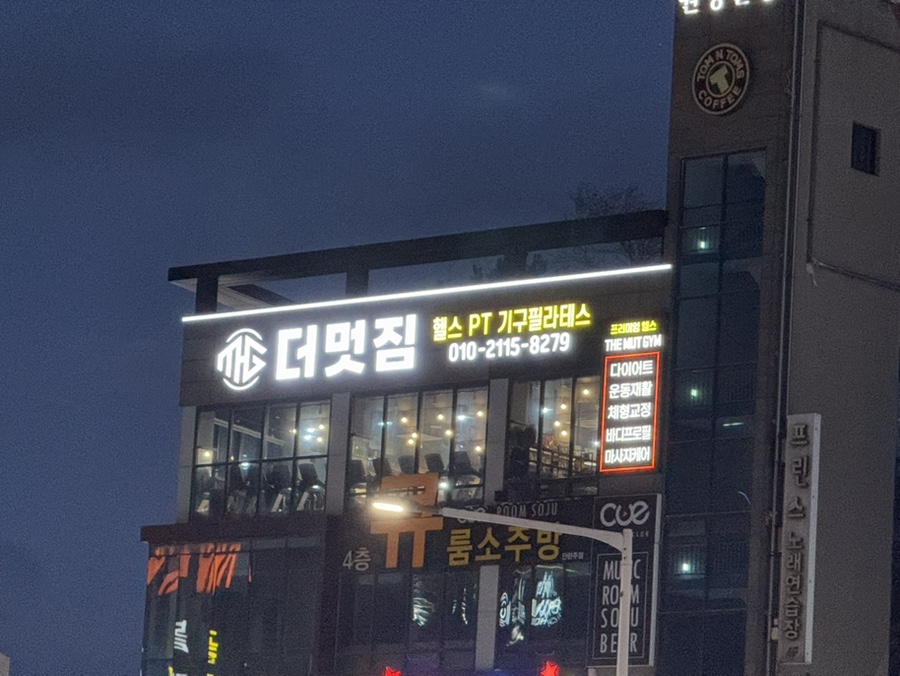 TOM N TOMS
COFFEE
더멋짐
헬스 PT 기구필라테스
010-2115-8279
프리미엄 헬스
THE MUT GYM
다이어트
운동재활
체형교정
바디프로필
마사지케어
프린스 노래연습장
ROOM SOJU
4층
큐
룸소주방
cue
MUSIC
ROOM
SOJU
BEER